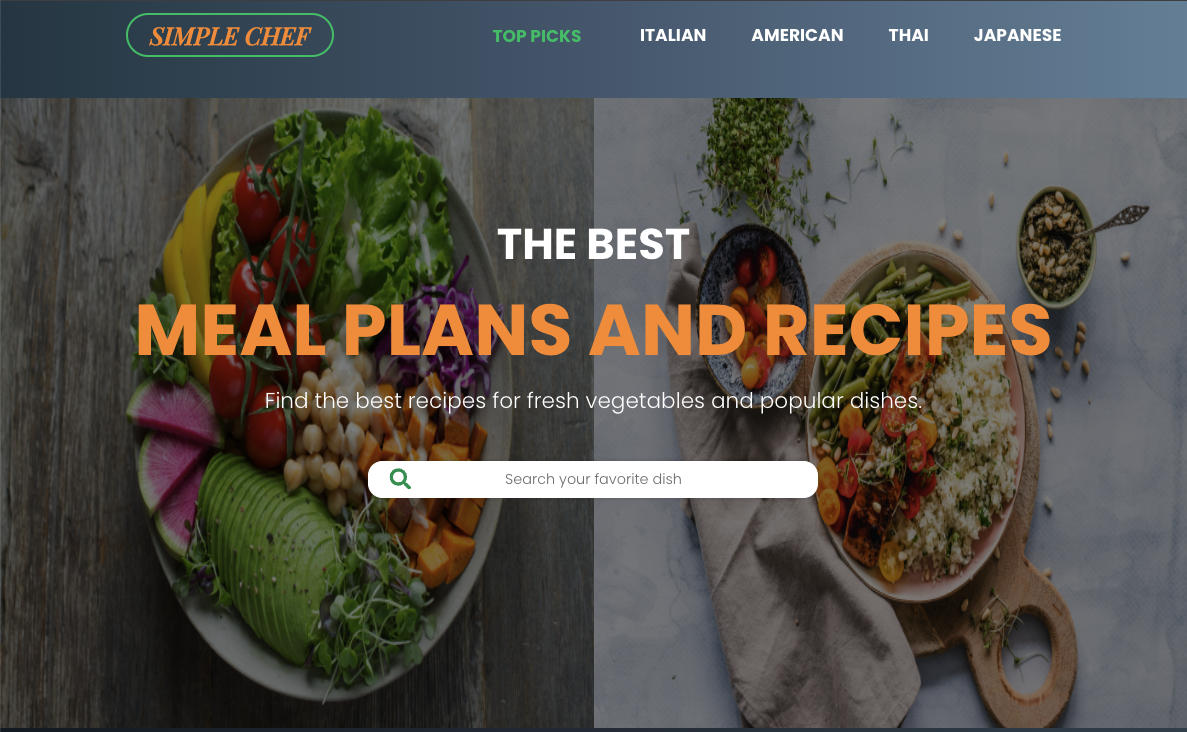 SIMPLE CHEF
TOP PICKS
ITALIAN
AMERICAN
THAI
JAPANESE
THE BEST
MEAL PLANS AND RECIPES
Find the best recipes for fresh vegetables and popular dishes.
Search your favorite dish